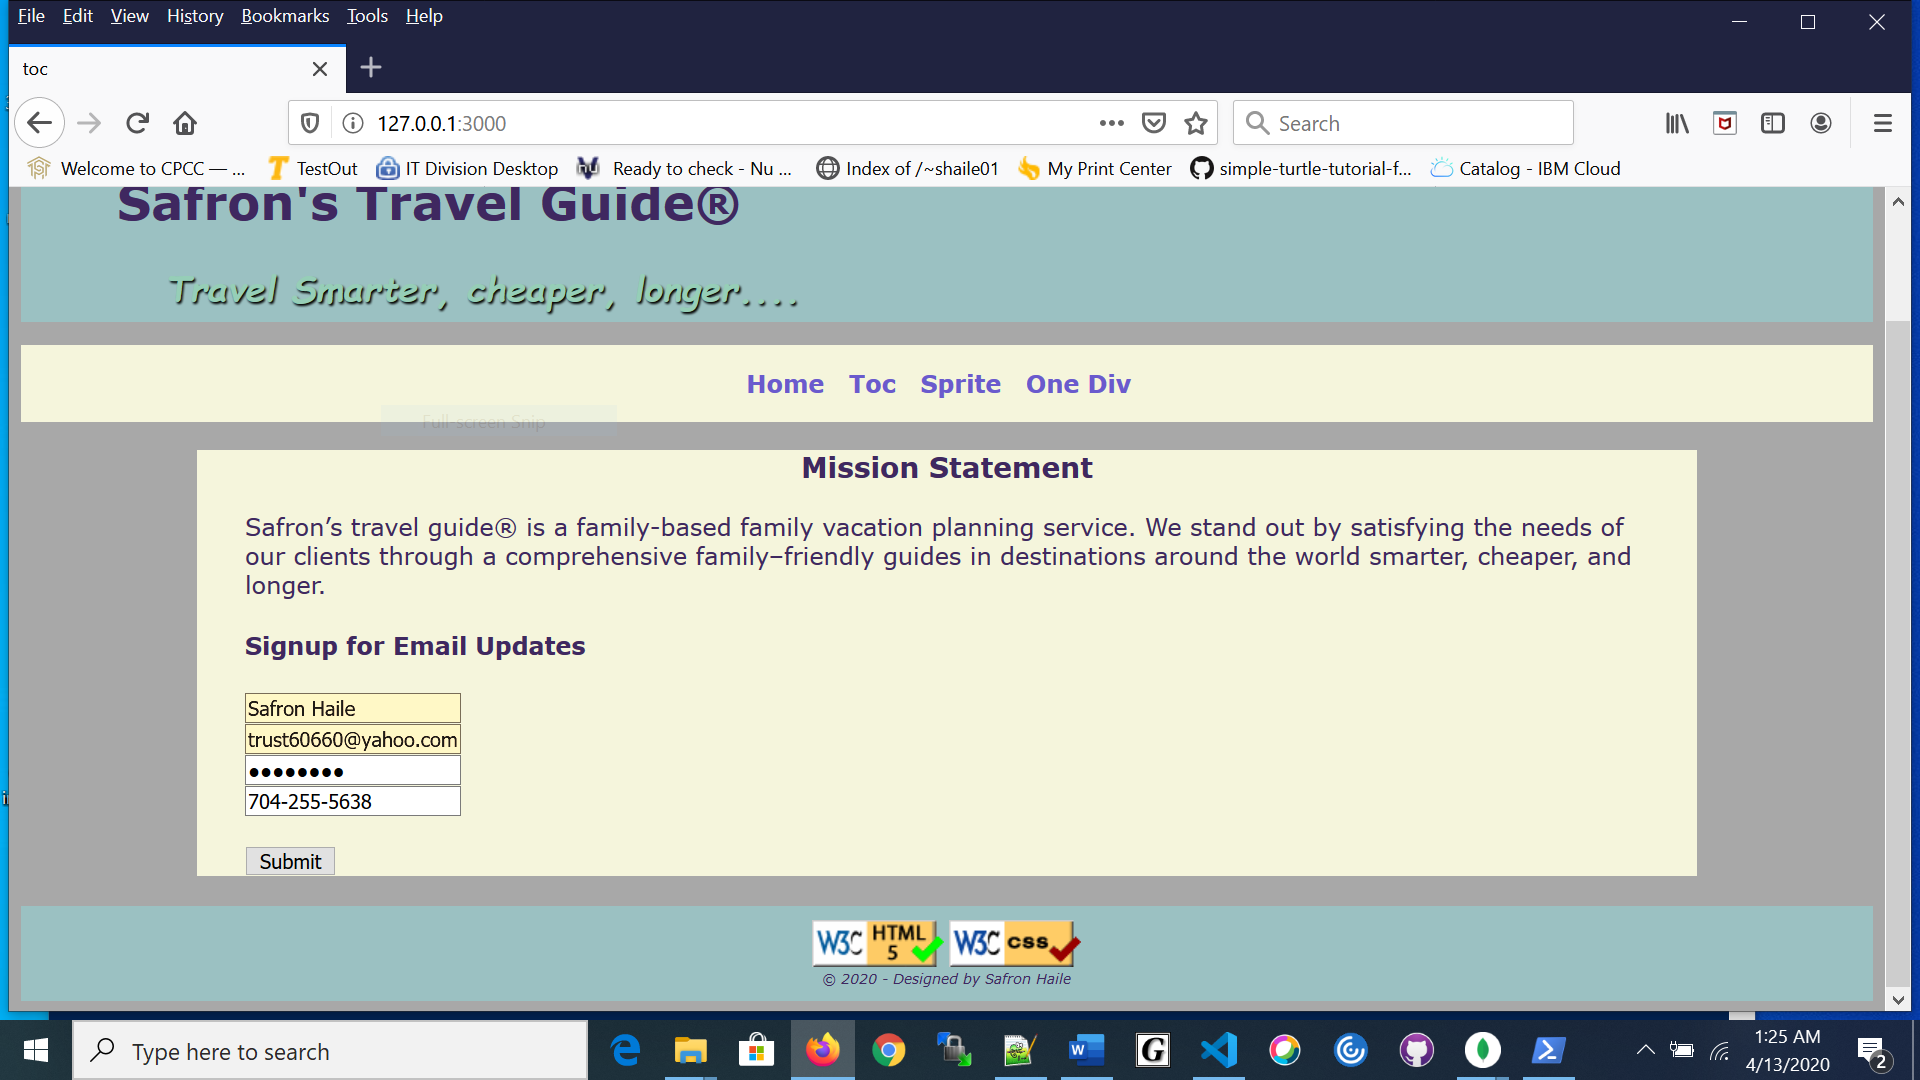 File Edit View History Bookmarks Tools Help
toc
127.0.0.1:3000
Search
Welcome to CPCC — ... TestOut IT Division Desktop Ready to check - Nu ... Index of /~shaile01 My Print Center simple-turtle-tutorial-f... Catalog - IBM Cloud
Safron's Travel Guide®
Travel Smarter, cheaper, longer....
Home Toc Sprite One Div
Full-screen Snip
Mission Statement
Safron’s travel guide® is a family-based family vacation planning service. We stand out by satisfying the needs of
our clients through a comprehensive family–friendly guides in destinations around the world smarter, cheaper, and
longer.
Signup for Email Updates
Safron Haile
trust60660@yahoo.com
●●●●●●●●
704-255-5638
Submit
W3C HTML 5 W3C css
© 2020 - Designed by Safron Haile
Type here to search
1:25 AM
4/13/2020
2